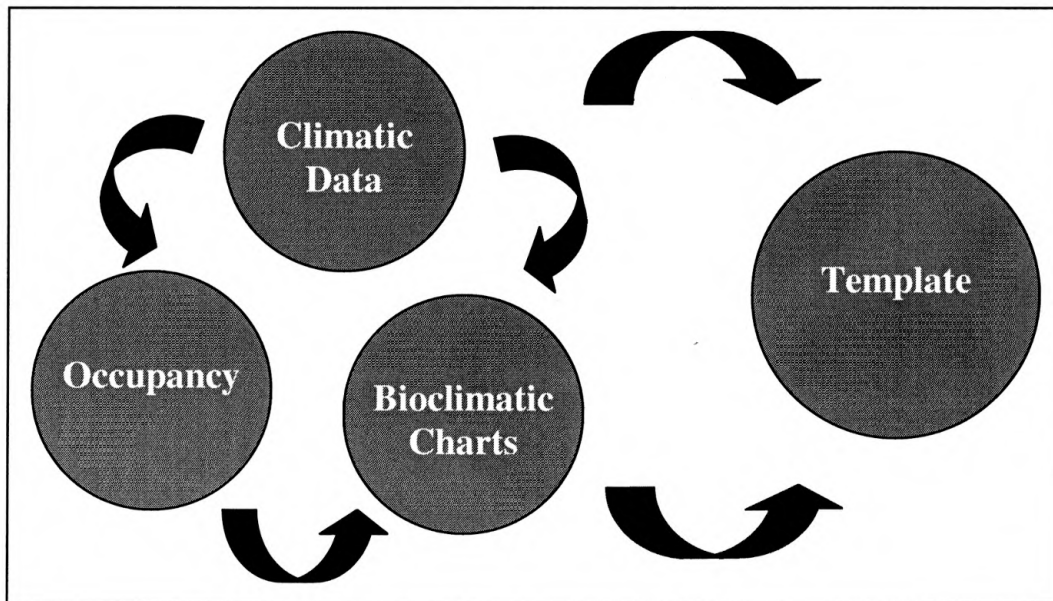 Climatic
Data
Template
Occupancy
Bioclimatic
Charts